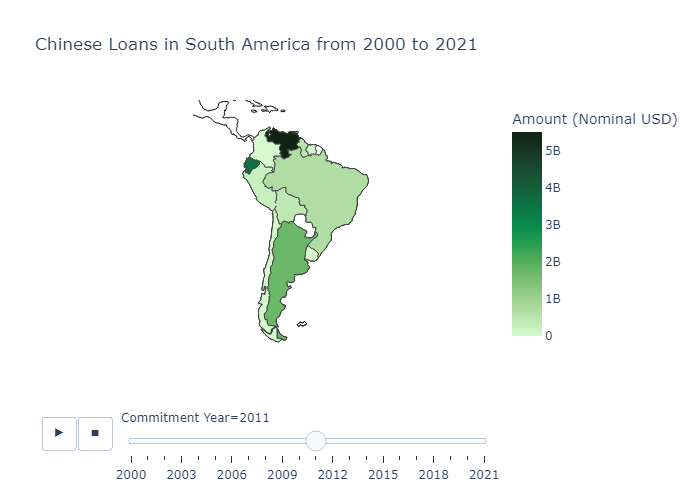 Chinese Loans in South America from 2000 to 2021
Amount (Nominal USD)
5B
4B
3B
2B
1B
0
Commitment Year=2011
2000 2003 2006 2009 2012 2015 2018 2021